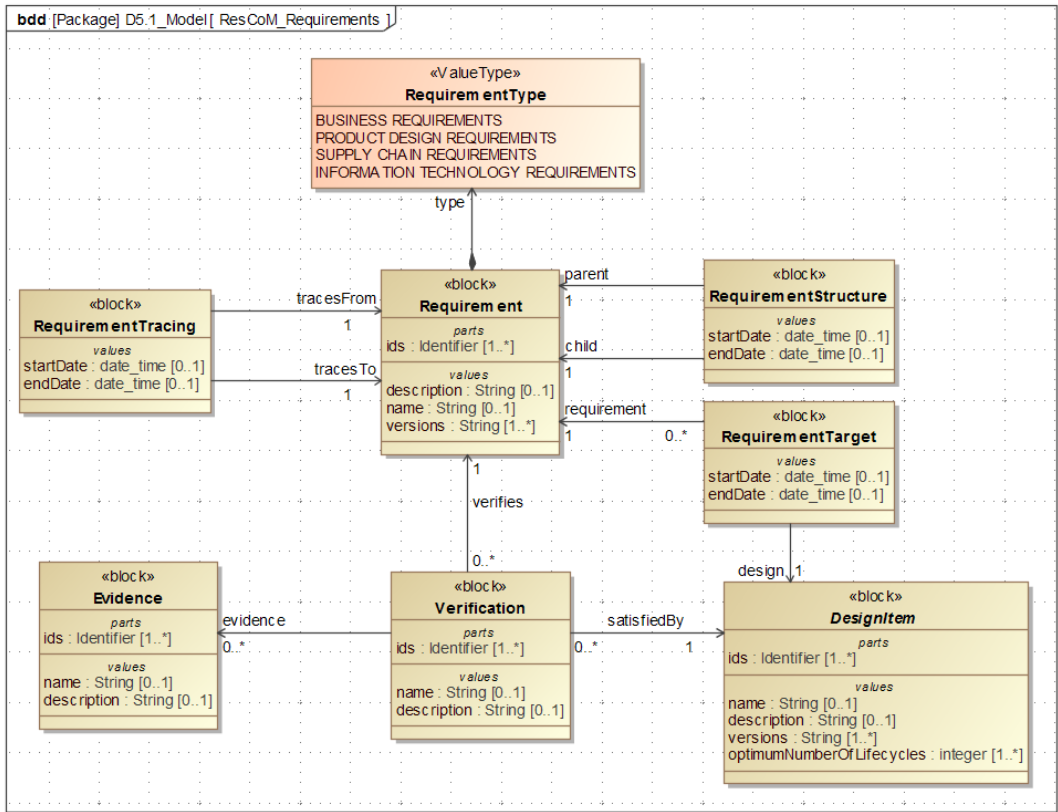 bdd [Package] D5.1_Model[ ResCoM_Requirements ]
«ValueType»
RequirementType
BUSINESS REQUIREMENTS
PRODUCT DESIGN REQUIREMENTS
SUPPLY CHAIN REQUIREMENTS
INFORMATION TECHNOLOGY REQUIREMENTS
type
«block»
RequirementTracing
values
startDate : date_time [0..1]
endDate : date_time [0..1]
tracesFrom
1
tracesTo
1
«block»
Requirement
parts
ids : Identifier [1..*]
values
description : String [0..1]
name : String [0..1]
versions : String [1..*]
parent
1
child
1
«block»
RequirementStructure
values
startDate : date_time [0..1]
endDate : date_time [0..1]
requirement
1
0..*
«block»
RequirementTarget
values
startDate : date_time [0..1]
endDate : date_time [0..1]
1
verifies
0..*
design
1
«block»
Evidence
parts
ids : Identifier [1..*]
values
name : String [0..1]
description : String [0..1]
evidence
0..*
«block»
Verification
parts
ids : Identifier [1..*]
values
name : String [0..1]
description : String [0..1]
satisfiedBy
0..*
1
«block»
DesignItem
parts
ids : Identifier [1..*]
values
name : String [0..1]
description : String [0..1]
versions : String [1..*]
optimumNumberOfLifecycles : integer [1..*]